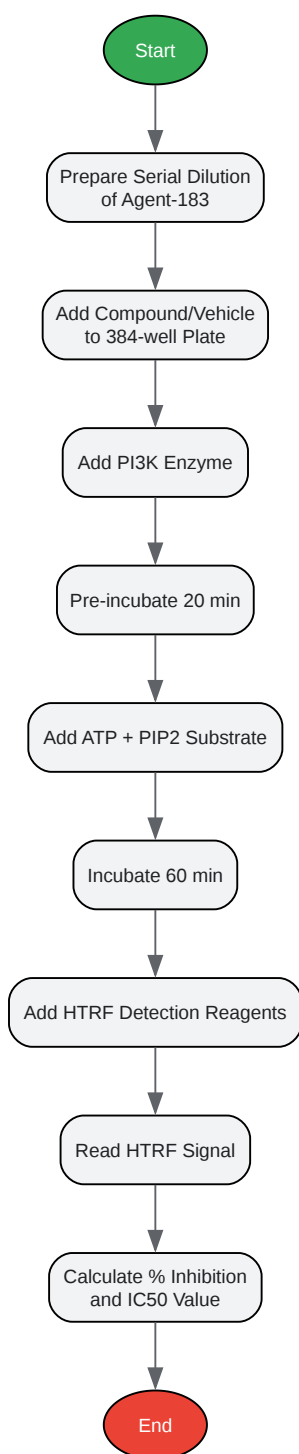 Start
Prepare Serial Dilution
of Agent-183
Add Compound/Vehicle
to 384-well Plate
Add PI3K Enzyme
Pre-incubate 20 min
Add ATP + PIP2 Substrate
Incubate 60 min
Add HTRF Detection Reagents
Read HTRF Signal
Calculate % Inhibition
and IC50 Value
End